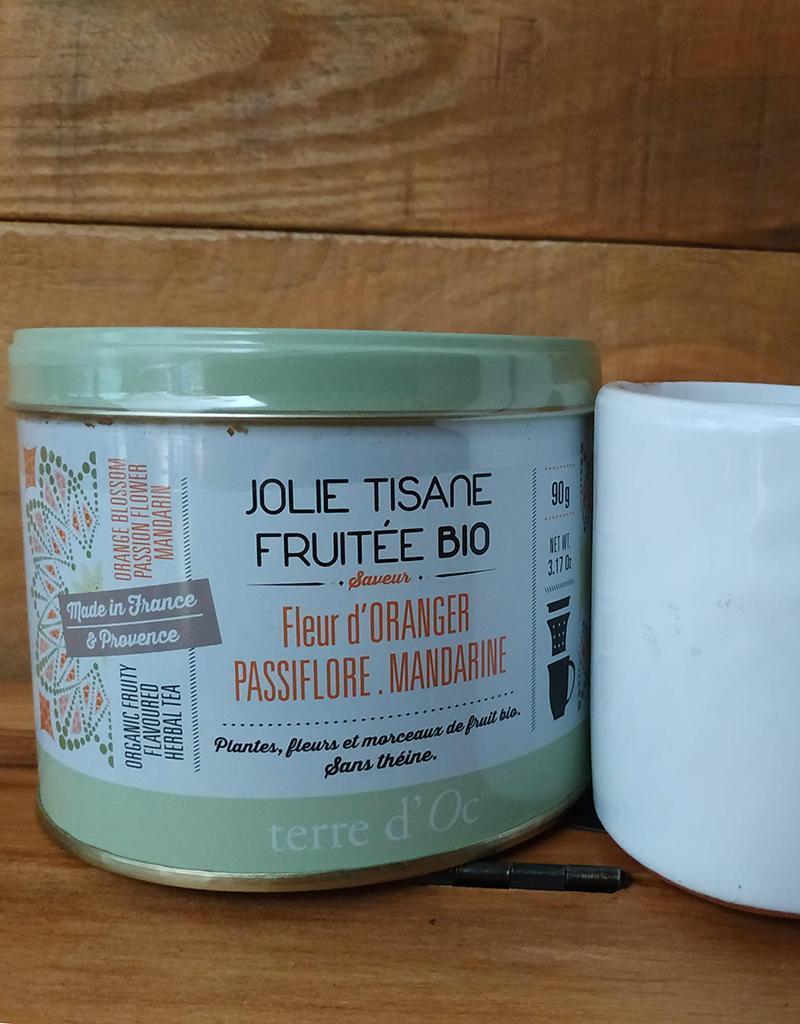 ORANGE BLOSSOM
PASSION FLOWER
MANDARIN
Made in France
& Provence
ORGANIC FRUITY
FLAVOURED
HERBAL TEA
JOLIE TISANE
FRUITÉE BIO
Saveur
Fleur d'ORANGER
PASSIFLORE . MANDARINE
Plantes, fleurs et morceaux de fruit bio.
Sans théine.
90g
NET WT.
3.17 Oz
terre d'Oc